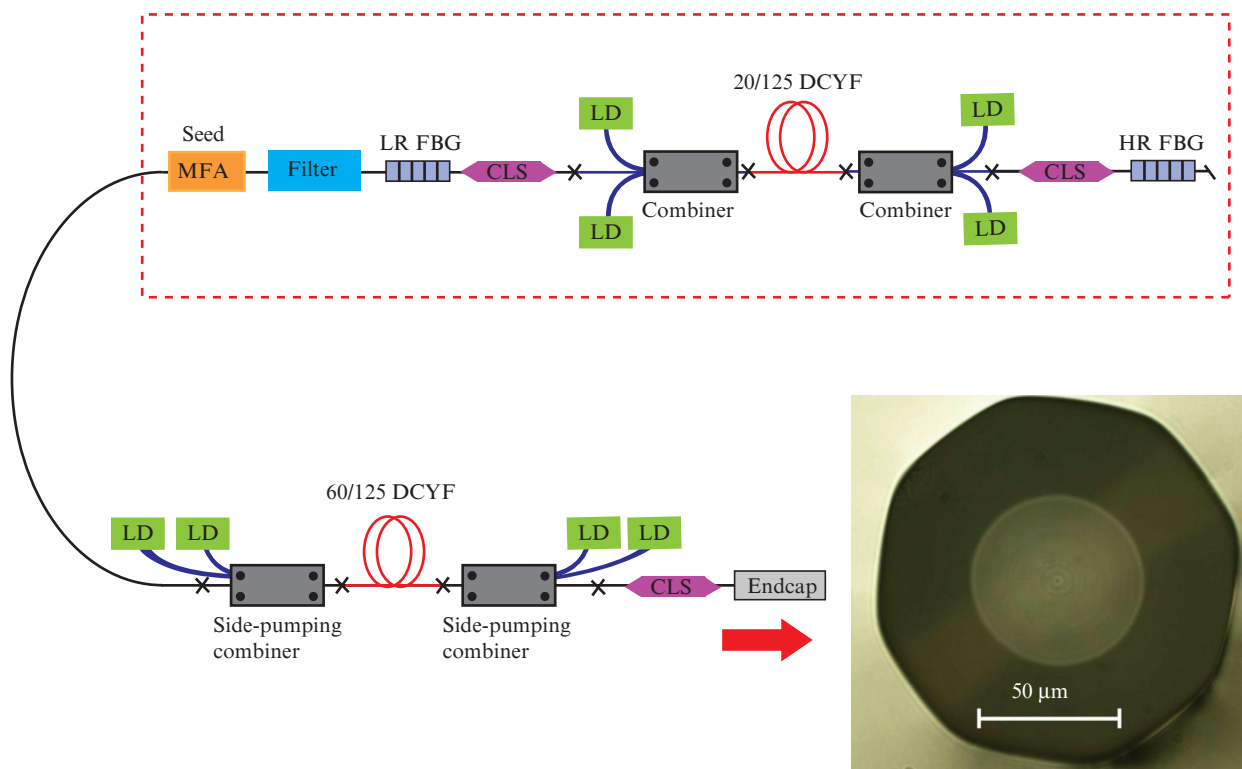 20/125 DCYF
LD
LD
Seed
LR FBG
HR FBG
MFA
Filter
CLS
CLS
Combiner
Combiner
LD
LD
60/125 DCYF
LD
LD
LD
LD
CLS
Endcap
Side-pumping
combiner
Side-pumping
combiner
50 μm